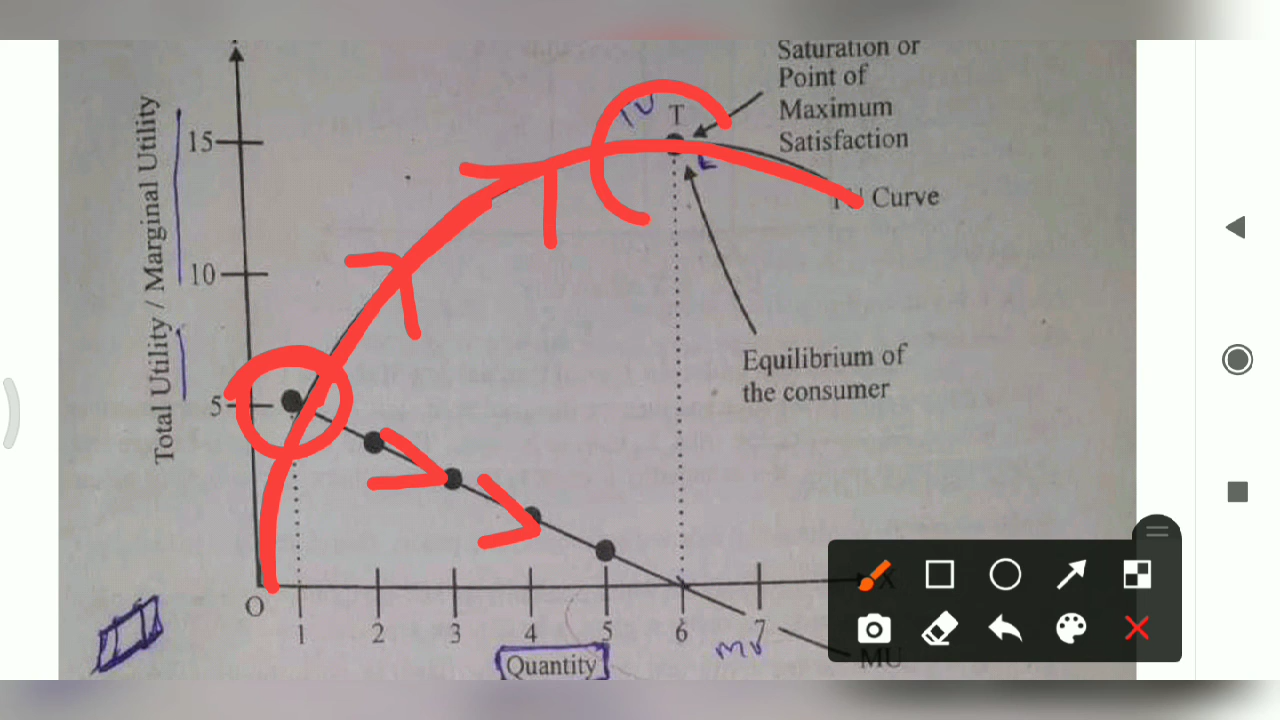 Saturation or
Point of
Maximum
Satisfaction
TU
T
Total Utility / Marginal Utility
15
Curve
10
Equilibrium of
the consumer
5
O
X
1
2
3
4
5
6
7
mu
Quantity
MU